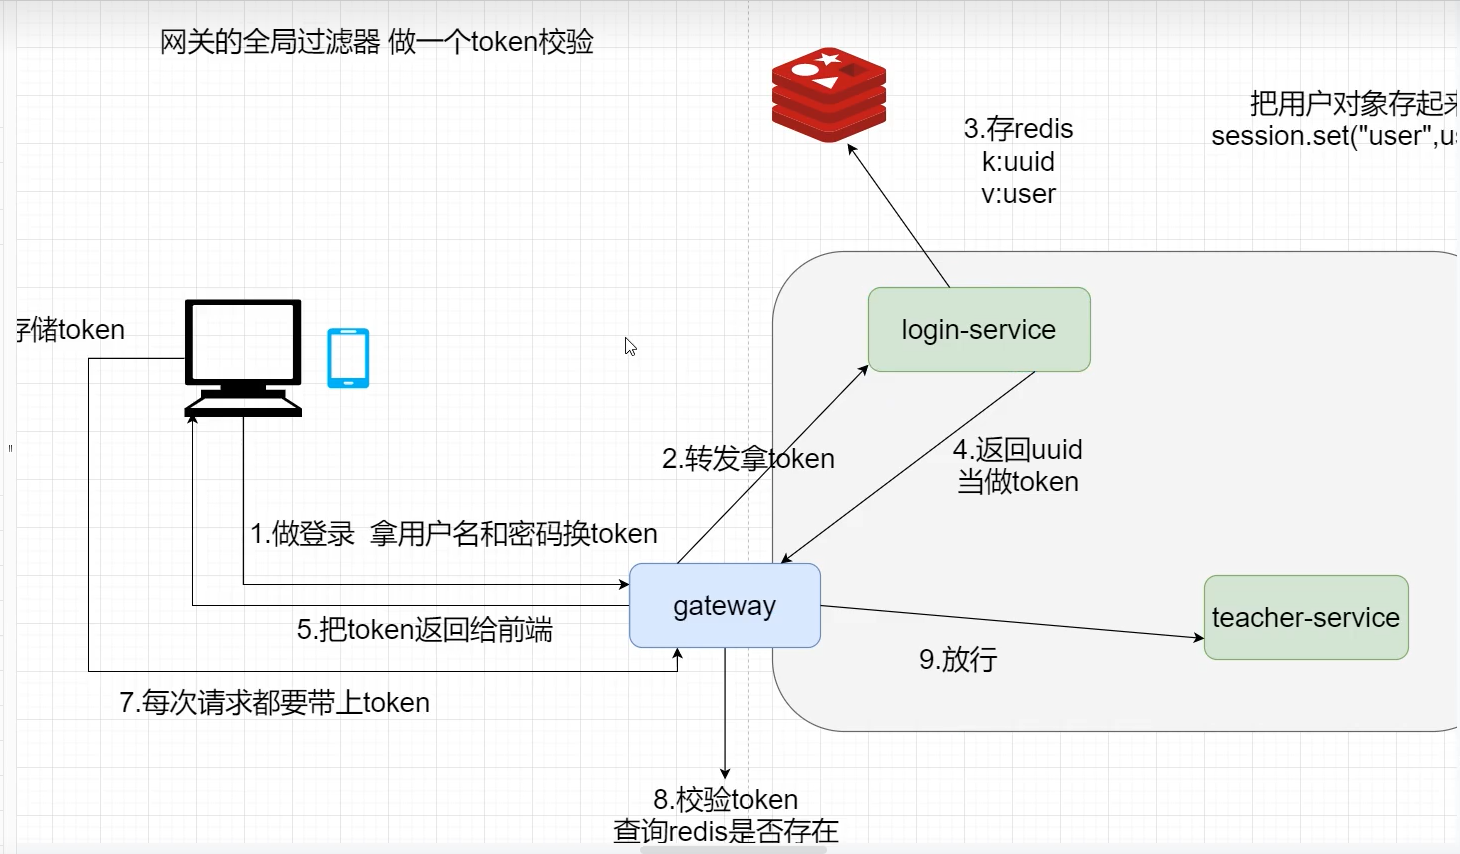 网关的全局过滤器 做一个token校验
把用户对象存起来
session.set("user",us
3.存redis
k:uuid
v:user
存储token
login-service
2.转发拿token
4.返回uuid
当做token
1.做登录 拿用户名和密码换token
gateway
teacher-service
5.把token返回给前端
9.放行
7.每次请求都要带上token
8.校验token
查询redis是否存在